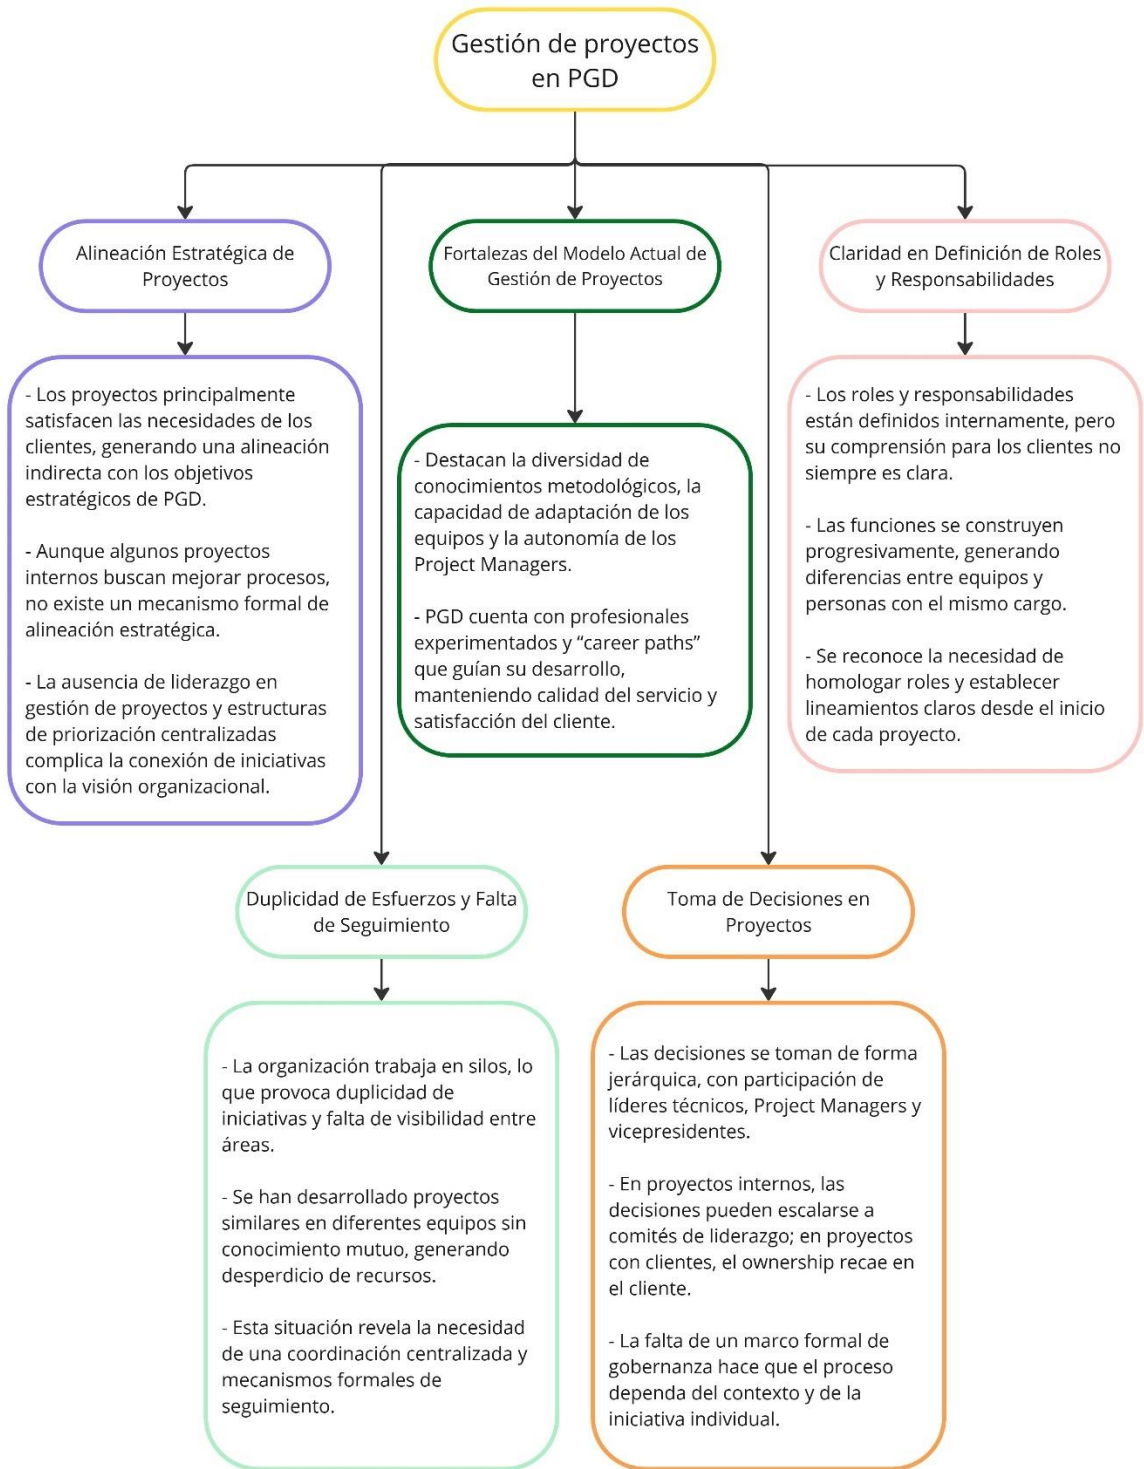 Gestión de proyectos
en PGD
Alineación Estratégica de
Proyectos
- Los proyectos principalmente
satisfacen las necesidades de los
clientes, generando una alineación
indirecta con los objetivos
estratégicos de PGD.
- Aunque algunos proyectos
internos buscan mejorar procesos,
no existe un mecanismo formal de
alineación estratégica.
- La ausencia de liderazgo en
gestión de proyectos y estructuras
de priorización centralizadas
complica la conexión de iniciativas
con la visión organizacional.
Fortalezas del Modelo Actual de
Gestión de Proyectos
- Destacan la diversidad de
conocimientos metodológicos, la
capacidad de adaptación de los
equipos y la autonomía de los
Project Managers.
- PGD cuenta con profesionales
experimentados y “career paths”
que guían su desarrollo,
manteniendo calidad del servicio y
satisfacción del cliente.
Claridad en Definición de Roles
y Responsabilidades
- Los roles y responsabilidades
están definidos internamente, pero
su comprensión para los clientes no
siempre es clara.
- Las funciones se construyen
progresivamente, generando
diferencias entre equipos y
personas con el mismo cargo.
- Se reconoce la necesidad de
homologar roles y establecer
lineamientos claros desde el inicio
de cada proyecto.
Duplicidad de Esfuerzos y Falta
de Seguimiento
- La organización trabaja en silos, lo
que provoca duplicidad de
iniciativas y falta de visibilidad entre
áreas.
- Se han desarrollado proyectos
similares en diferentes equipos sin
conocimiento mutuo, generando
desperdicio de recursos.
- Esta situación revela la necesidad
de una coordinación centralizada y
mecanismos formales de
seguimiento.
Toma de Decisiones en
Proyectos
- Las decisiones se toman de forma
jerárquica, con participación de
líderes técnicos, Project Managers y
vicepresidentes.
- En proyectos internos, las
decisiones pueden escalarse a
comités de liderazgo; en proyectos
con clientes, el ownership recae en
el cliente.
- La falta de un marco formal de
gobernanza hace que el proceso
dependa del contexto y de la
iniciativa individual.